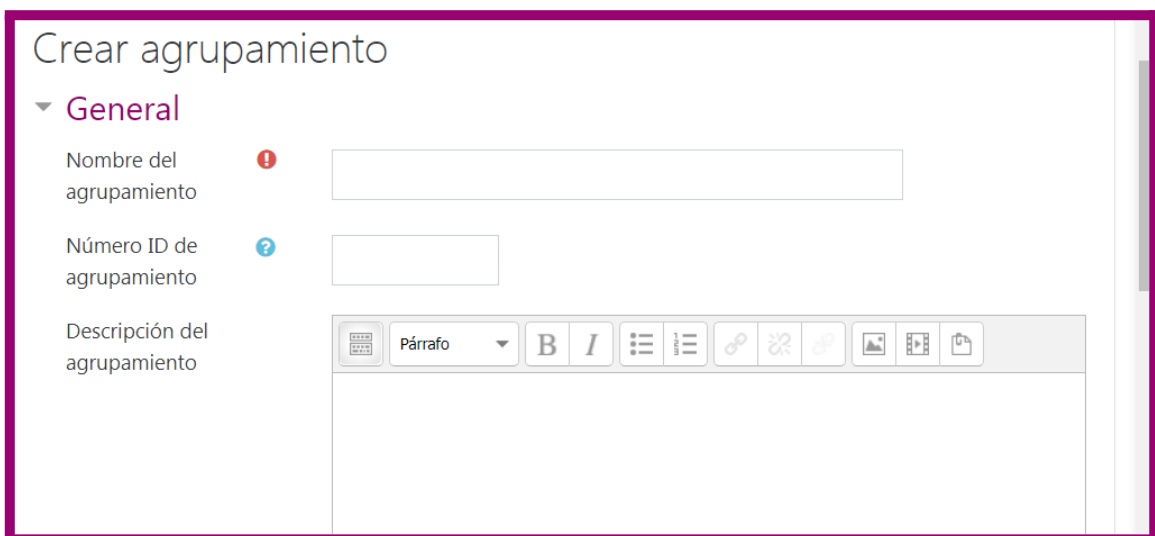 Crear agrupamiento
General
Nombre del
agrupamiento
Número ID de
agrupamiento
Descripción del
agrupamiento
Párrafo
B I